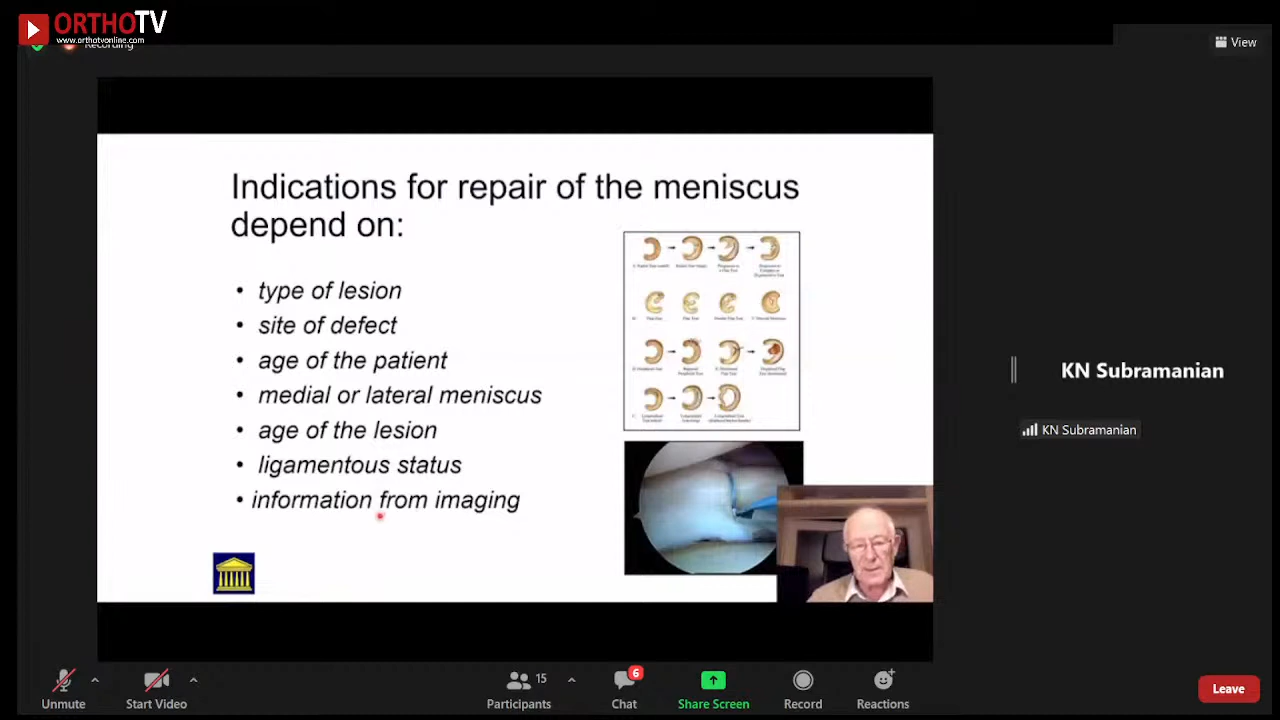 ORTHOTV
www.orthotvonline.com
Recording
View
Indications for repair of the meniscus
depend on:
• type of lesion
• site of defect
• age of the patient
• medial or lateral meniscus
• age of the lesion
• ligamentous status
• information from imaging
KN Subramanian
KN Subramanian
Unmute
Start Video
15
Participants
6
Chat
Share Screen
Record
Reactions
Leave